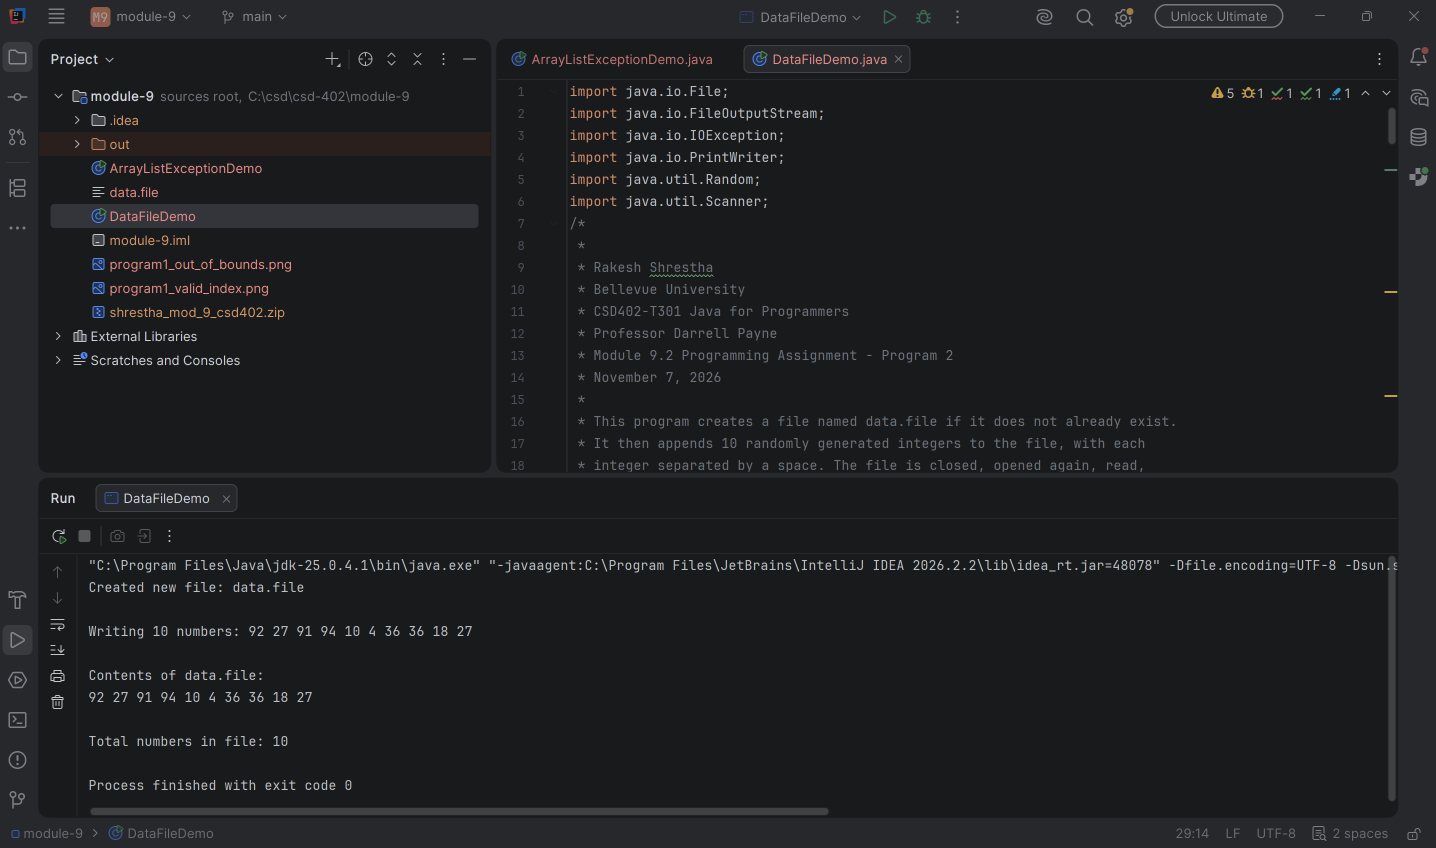 M9 module-9 main DataFileDemo Unlock Ultimate
Project
module-9 sources root, C:\csd\csd-402\module-9
.idea
out
ArrayListExceptionDemo
data.file
DataFileDemo
module-9.iml
program1_out_of_bounds.png
program1_valid_index.png
shrestha_mod_9_csd402.zip
External Libraries
Scratches and Consoles
ArrayListExceptionDemo.java DataFileDemo.java
5 1 1 1 1
1 import java.io.File;
2 import java.io.FileOutputStream;
3 import java.io.IOException;
4 import java.io.PrintWriter;
5 import java.util.Random;
6 import java.util.Scanner;
7 /*
8 *
9 * Rakesh Shrestha
10 * Bellevue University
11 * CSD402-T301 Java for Programmers
12 * Professor Darrell Payne
13 * Module 9.2 Programming Assignment - Program 2
14 * November 7, 2026
15 *
16 * This program creates a file named data.file if it does not already exist.
17 * It then appends 10 randomly generated integers to the file, with each
18 * integer separated by a space. The file is closed, opened again, read,
Run DataFileDemo
"C:\Program Files\Java\jdk-25.0.4.1\bin\java.exe" "-javaagent:C:\Program Files\JetBrains\IntelliJ IDEA 2026.2.2\lib\idea_rt.jar=48078" -Dfile.encoding=UTF-8 -Dsun.s
Created new file: data.file
Writing 10 numbers: 92 27 91 94 10 4 36 36 18 27
Contents of data.file:
92 27 91 94 10 4 36 36 18 27
Total numbers in file: 10
Process finished with exit code 0
module-9 DataFileDemo 29:14 LF UTF-8 2 spaces